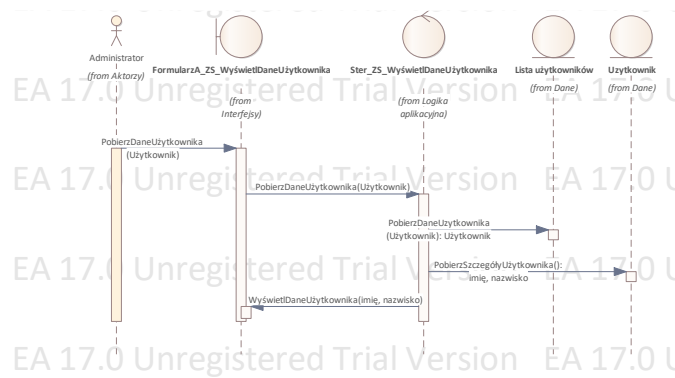 Administrator
(from Aktorzy)
FormularzA_ZS_WyświetlDaneUżytkownika
(from
Interfejsy)
Ster_ZS_WyświetlDaneUżytkownika
(from Logika
aplikacyjna)
Lista użytkowników
(from Dane)
Uzytkownik
(from Dane)
EA 17.0 Unregistered Trial Version EA 17.0 U
PobierzDaneUżytkownika
(Użytkownik)
EA 17.0 Unregistered Trial Version EA 17.0 U
PobierzDaneUżytkownika(Użytkownik)
PobierzDaneUzytkownika
(Użytkownik): Użytkownik
EA 17.0 Unregistered Trial Version EA 17.0 U
PobierzSzczegółyUżytkownika():
imię, nazwisko
WyświetlDaneUżytkownika(imię, nazwisko)
EA 17.0 Unregistered Trial Version EA 17.0 U